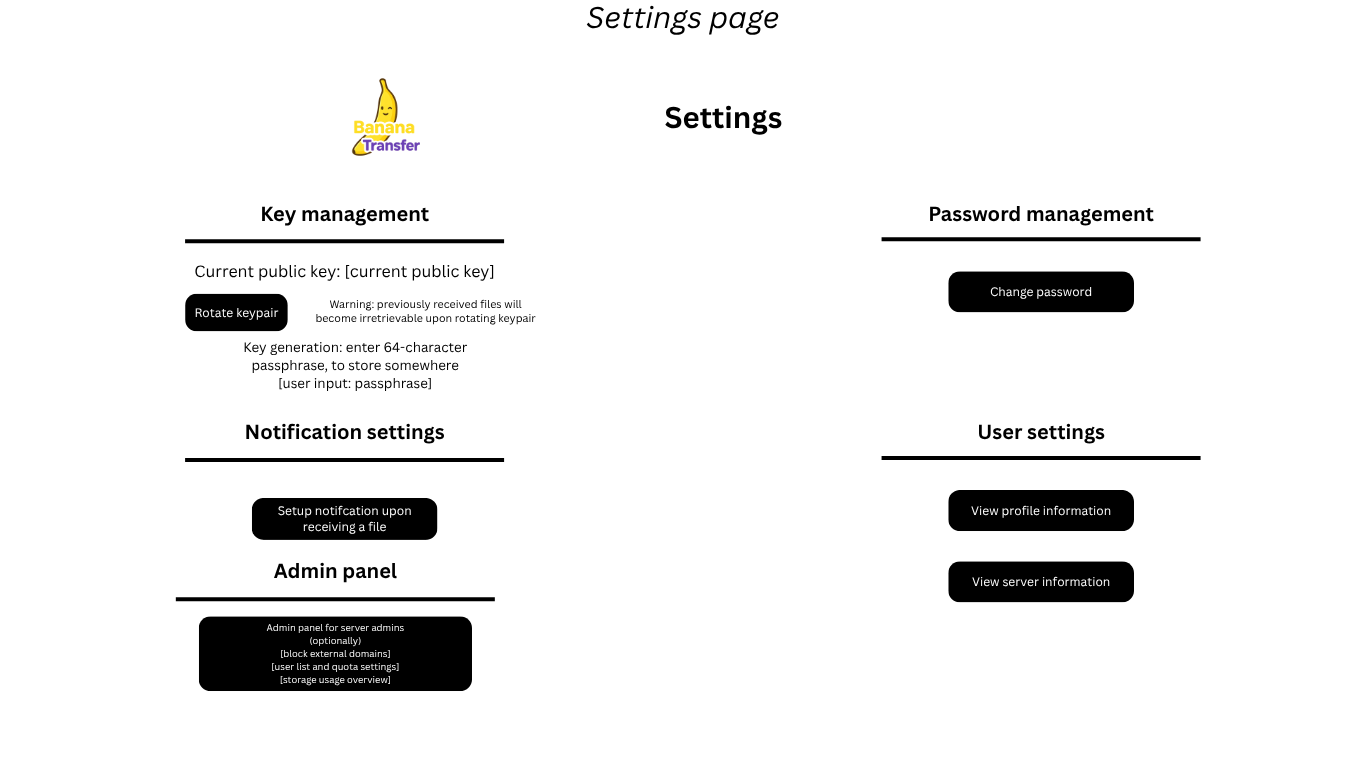 Settings page
Banana
Transfer
Settings
Key management
Current public key: [current public key]
Rotate keypair
Warning: previously received files will
become irretrievable upon rotating keypair
Key generation: enter 64-character
passphrase, to store somewhere
[user input: passphrase]
Password management
Change password
Notification settings
Setup notifcation upon
receiving a file
User settings
View profile information
View server information
Admin panel
Admin panel for server admins
(optionally)
[block external domains]
[user list and quota settings]
[storage usage overview]